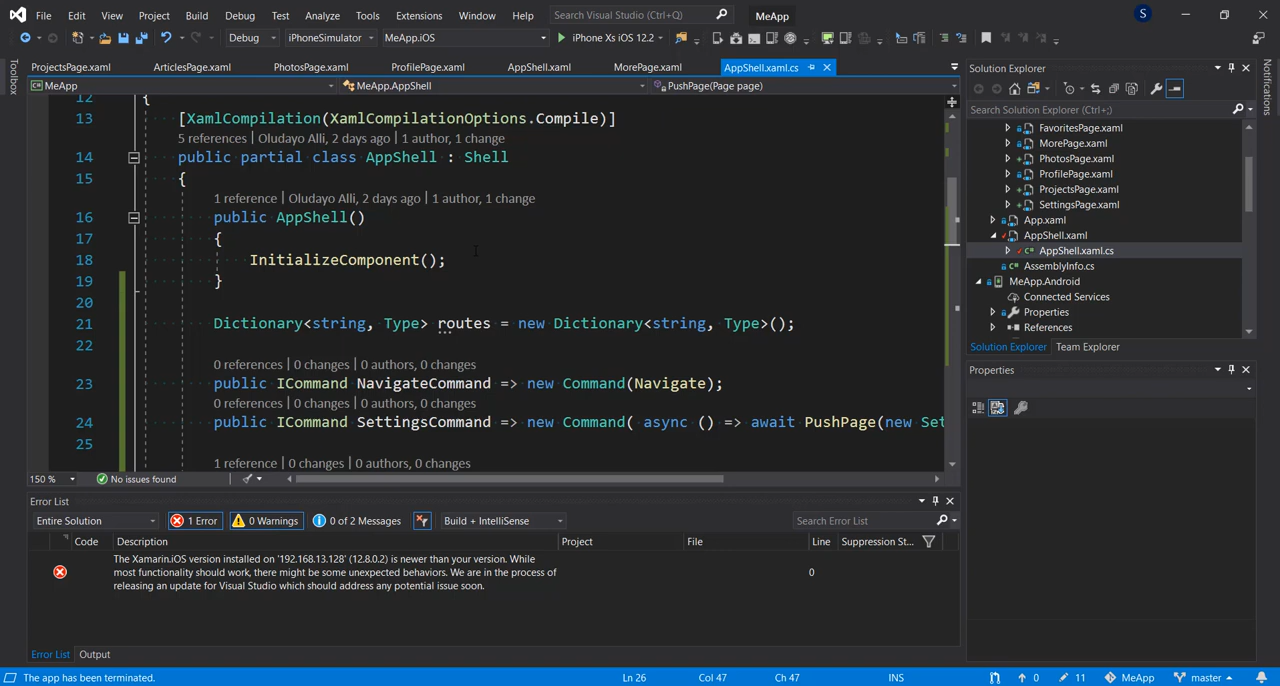 File Edit View Project Build Debug Test Analyze Tools Extensions Window Help Search Visual Studio (Ctrl+Q) MeApp S
Debug iPhoneSimulator MeApp.iOS iPhone Xs iOS 12.2
Toolbox
ProjectsPage.xaml ArticlesPage.xaml PhotosPage.xaml ProfilePage.xaml AppShell.xaml MorePage.xaml AppShell.xaml.cs
MeApp MeApp.AppShell PushPage(Page page)
12 {
13 [XamlCompilation(XamlCompilationOptions.Compile)]
5 references | Oludayo Alli, 2 days ago | 1 author, 1 change
14 public partial class AppShell : Shell
15 {
1 reference | Oludayo Alli, 2 days ago | 1 author, 1 change
16 public AppShell()
17 {
18 InitializeComponent();
19 }
20
21 Dictionary<string, Type> routes = new Dictionary<string, Type>();
22
0 references | 0 changes | 0 authors, 0 changes
23 public ICommand NavigateCommand => new Command(Navigate);
0 references | 0 changes | 0 authors, 0 changes
24 public ICommand SettingsCommand => new Command( async () => await PushPage(new Set
25
1 reference | 0 changes | 0 authors, 0 changes
150 % No issues found
Error List
Entire Solution 1 Error 0 Warnings 0 of 2 Messages Build + IntelliSense Search Error List
Code Description Project File Line Suppression St...
The Xamarin.iOS version installed on '192.168.13.128' (12.8.0.2) is newer than your version. While
most functionality should work, there might be some unexpected behaviors. We are in the process of
releasing an update for Visual Studio which should address any potential issue soon.
0
Error List Output
Solution Explorer
Search Solution Explorer (Ctrl+;)
FavoritesPage.xaml
MorePage.xaml
PhotosPage.xaml
ProfilePage.xaml
ProjectsPage.xaml
SettingsPage.xaml
App.xaml
AppShell.xaml
AppShell.xaml.cs
AssemblyInfo.cs
MeApp.Android
Connected Services
Properties
References
Solution Explorer Team Explorer
Properties
Notifications
The app has been terminated. Ln 26 Col 47 Ch 47 INS 0 11 MeApp master